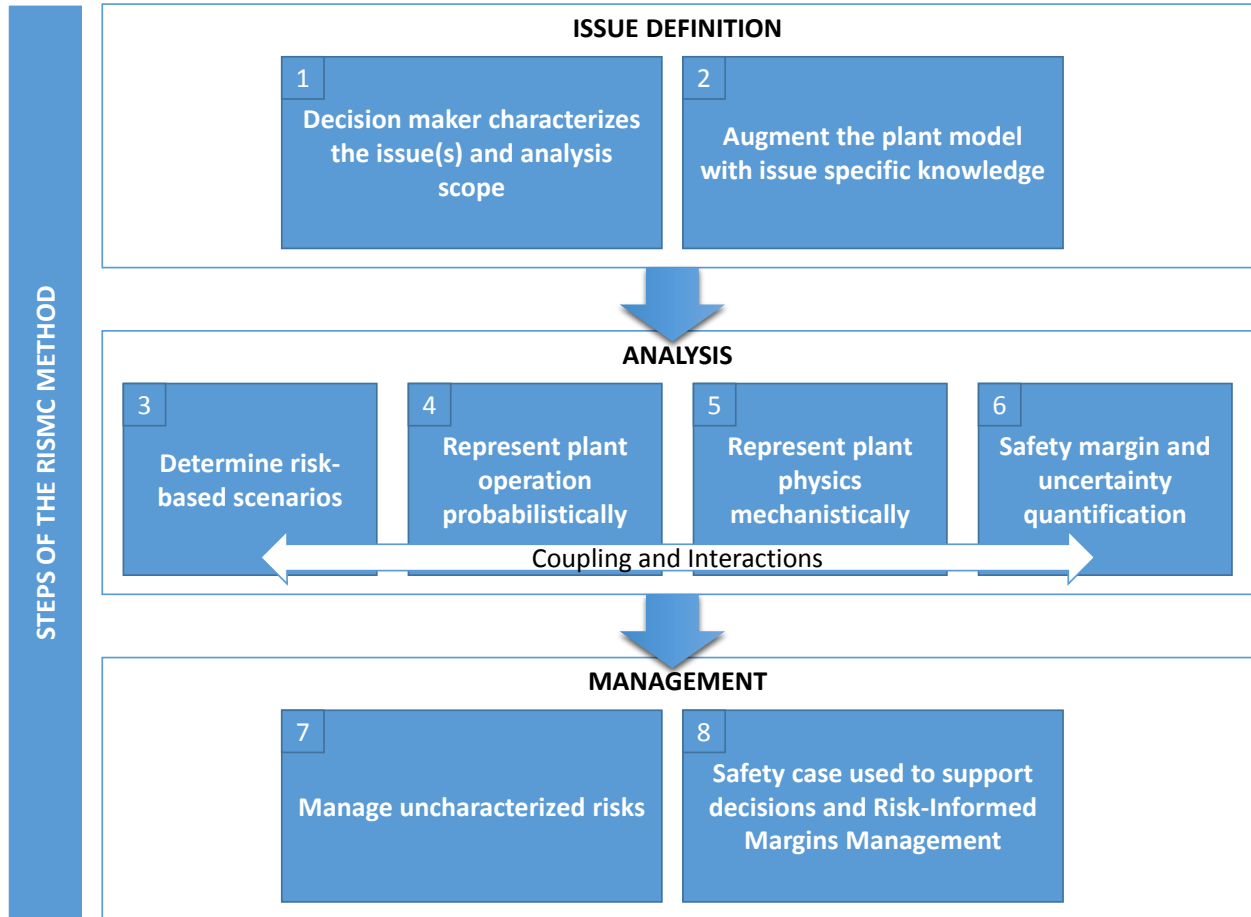 STEPS OF THE RISMC METHOD
ISSUE DEFINITION
1
Decision maker characterizes
the issue(s) and analysis
scope
2
Augment the plant model
with issue specific knowledge
ANALYSIS
3
Determine risk-
based scenarios
4
Represent plant
operation
probabilistically
5
Represent plant
physics
mechanistically
6
Safety margin and
uncertainty
quantification
Coupling and Interactions
MANAGEMENT
7
Manage uncharacterized risks
8
Safety case used to support
decisions and Risk-Informed
Margins Management